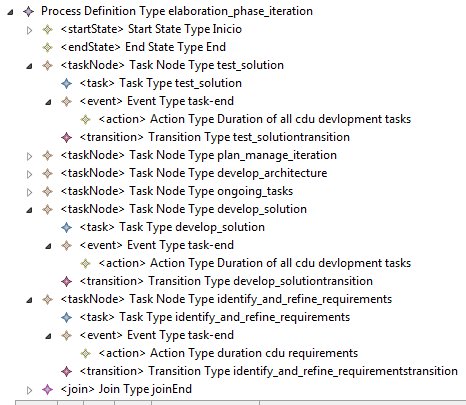 Process Definition Type elaboration_phase_iteration
<startState> Start State Type Inicio
<endState> End State Type End
<taskNode> Task Node Type test_solution
<task> Task Type test_solution
<event> Event Type task-end
<action> Action Type Duration of all cdu devlopment tasks
<transition> Transition Type test_solutiontransition
<taskNode> Task Node Type plan_manage_iteration
<taskNode> Task Node Type develop_architecture
<taskNode> Task Node Type ongoing_tasks
<taskNode> Task Node Type develop_solution
<task> Task Type develop_solution
<event> Event Type task-end
<action> Action Type Duration of all cdu devlopment tasks
<transition> Transition Type develop_solutiontransition
<taskNode> Task Node Type identify_and_refine_requirements
<task> Task Type identify_and_refine_requirements
<event> Event Type task-end
<action> Action Type duration cdu requirements
<transition> Transition Type identify_and_refine_requirementstransition
<join> Join Type joinEnd